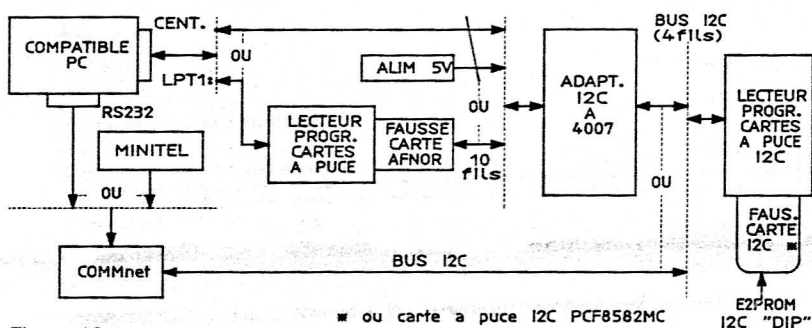 CENT.
COMPATIBLE
PC
OU
LPT1:
RS232
MINITEL
OU
COMMnet
ALIM 5V
OU
LECTEUR
PROGR.
CARTES
A PUCE
FAUSSE
CARTE
AFNOR
10
fils
ADAPT.
I2C
A
4007
BUS I2C
(4fils)
OU
LECTEUR
PROGR.
CARTES
A PUCE
I2C
FAUS.
CARTE
I2C *
BUS I2C
E2PROM
I2C "DIP"
* ou carte a puce I2C PCF8582MC